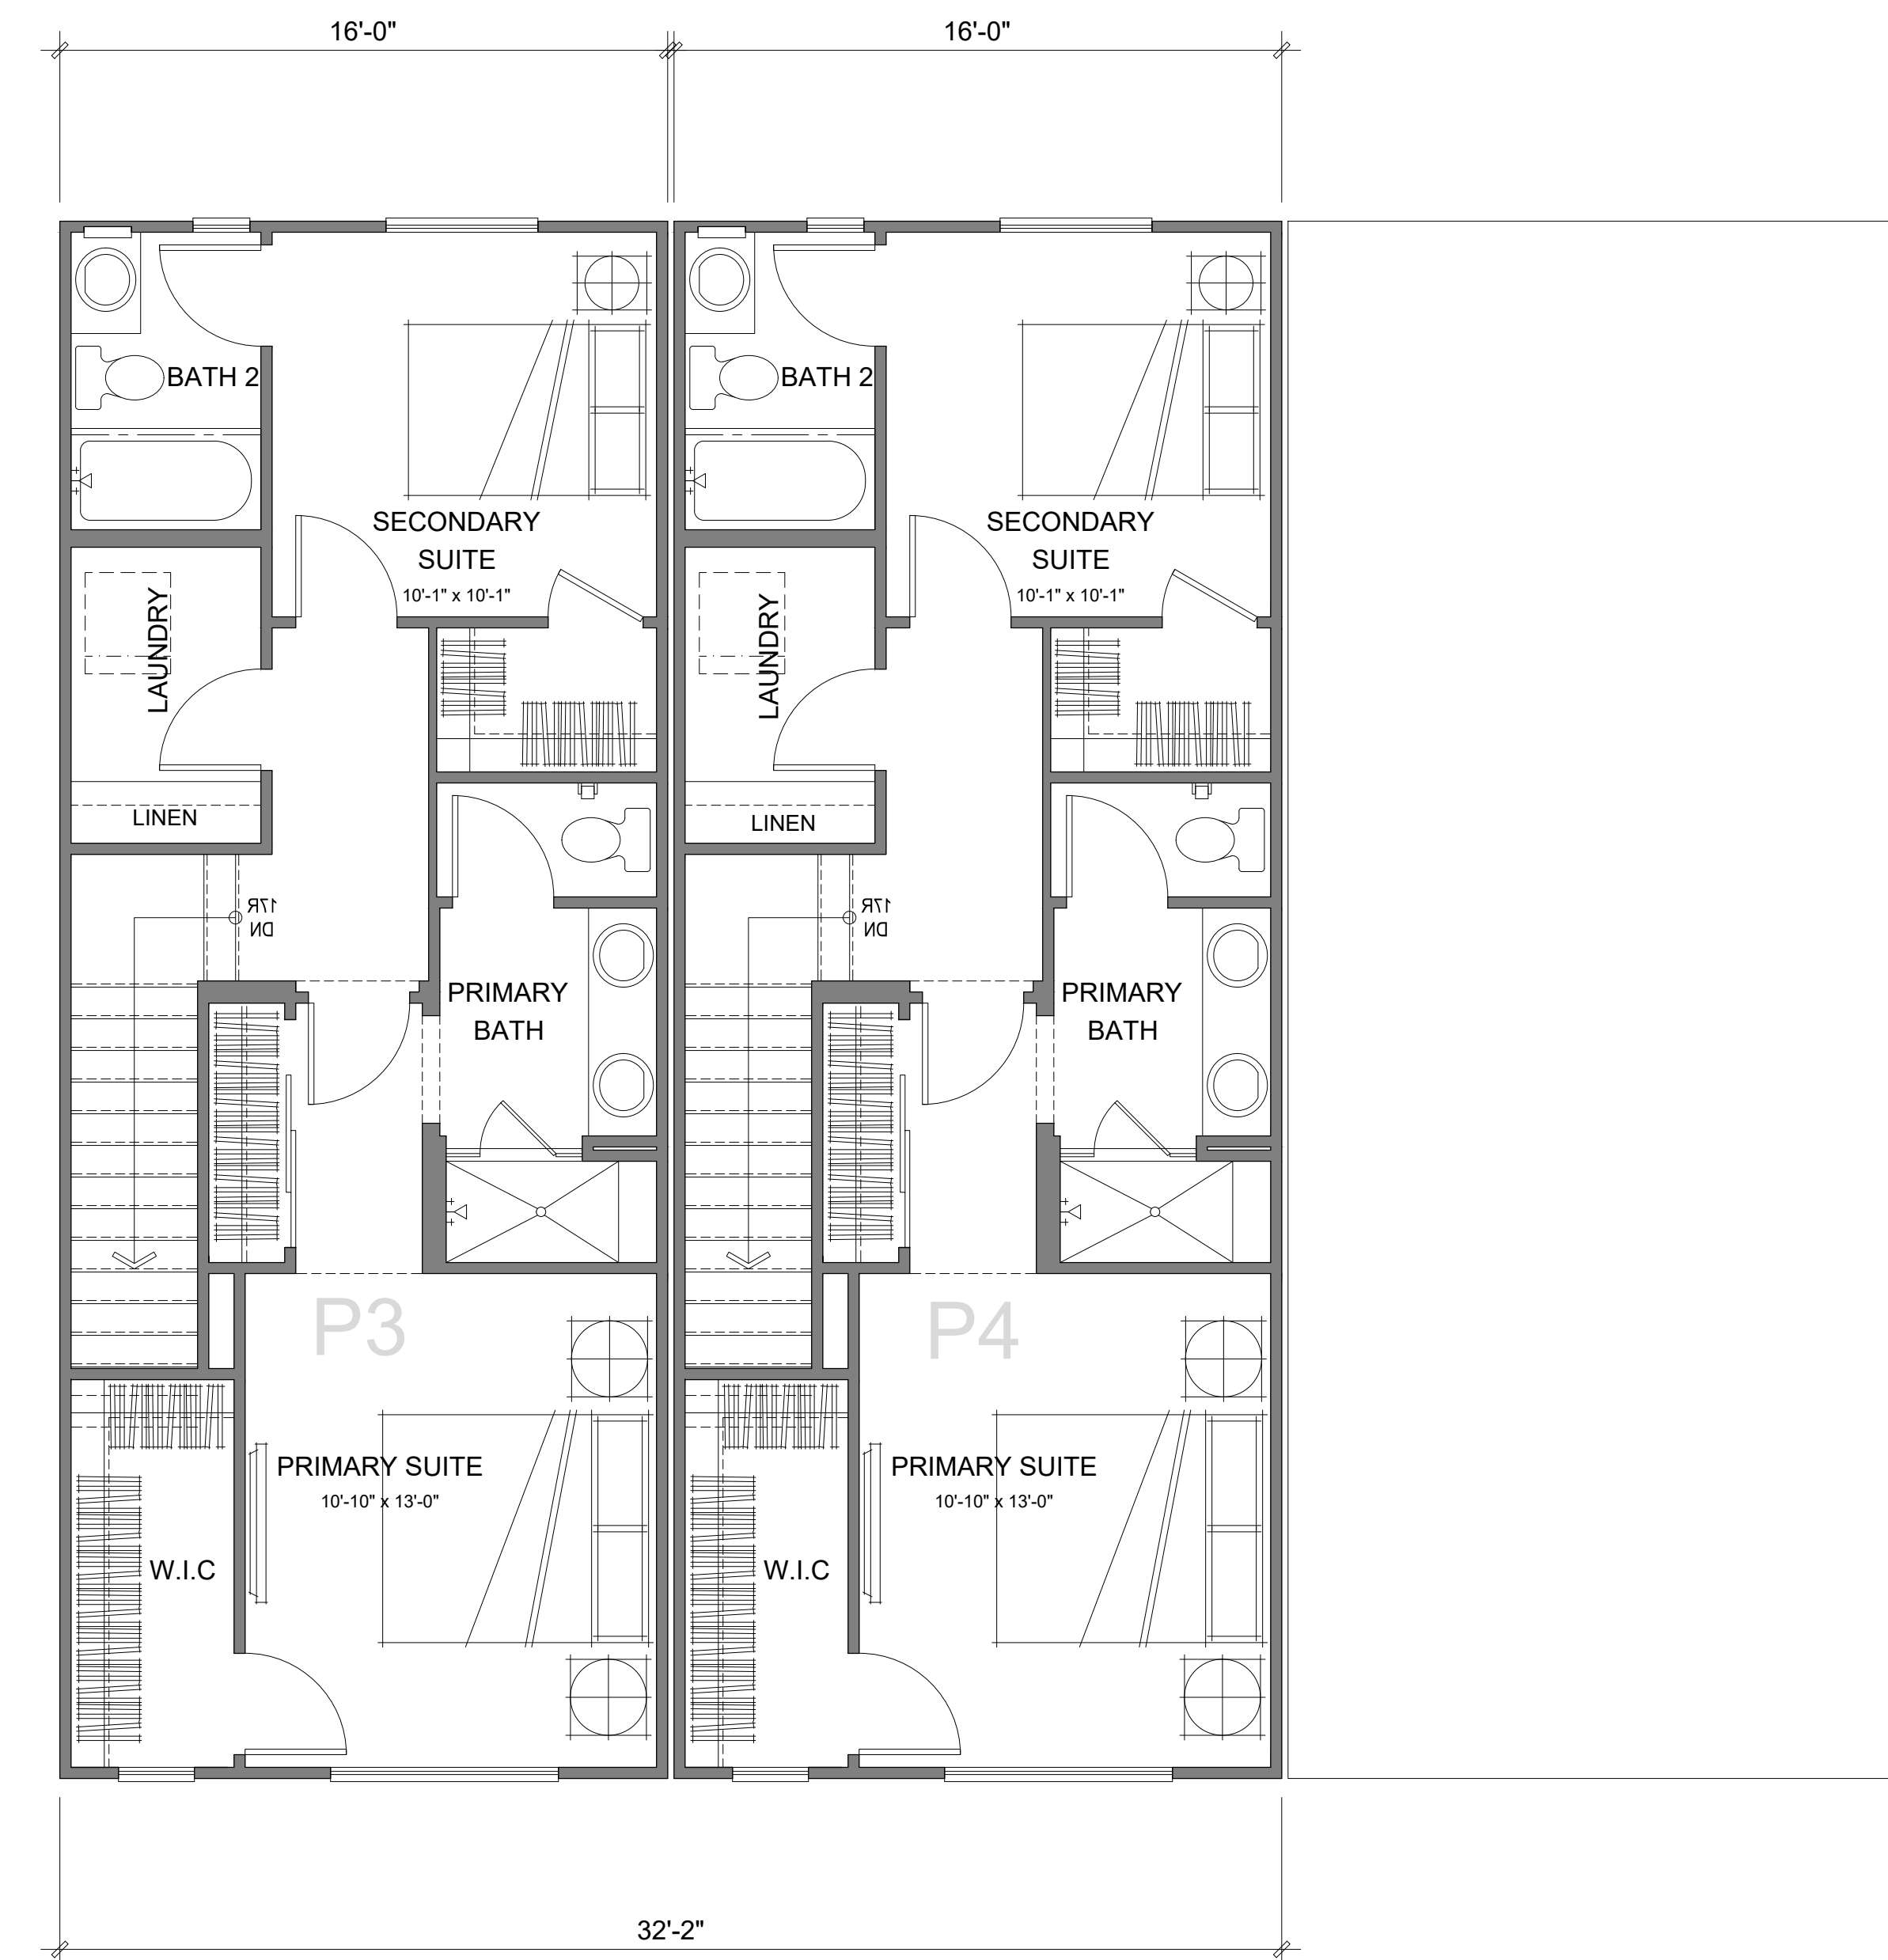 16'-0" 16'-0"
BATH 2 BATH 2
SECONDARY SECONDARY
SUITE SUITE
10'-1" x 10'-1" 10'-1" x 10'-1"
LAUNDRY LAUNDRY
LINEN LINEN
17R 17R
DN DN
PRIMARY PRIMARY
BATH BATH
P3 P4
PRIMARY SUITE PRIMARY SUITE
10'-10" x 13'-0" 10'-10" x 13'-0"
W.I.C W.I.C
32'-2"